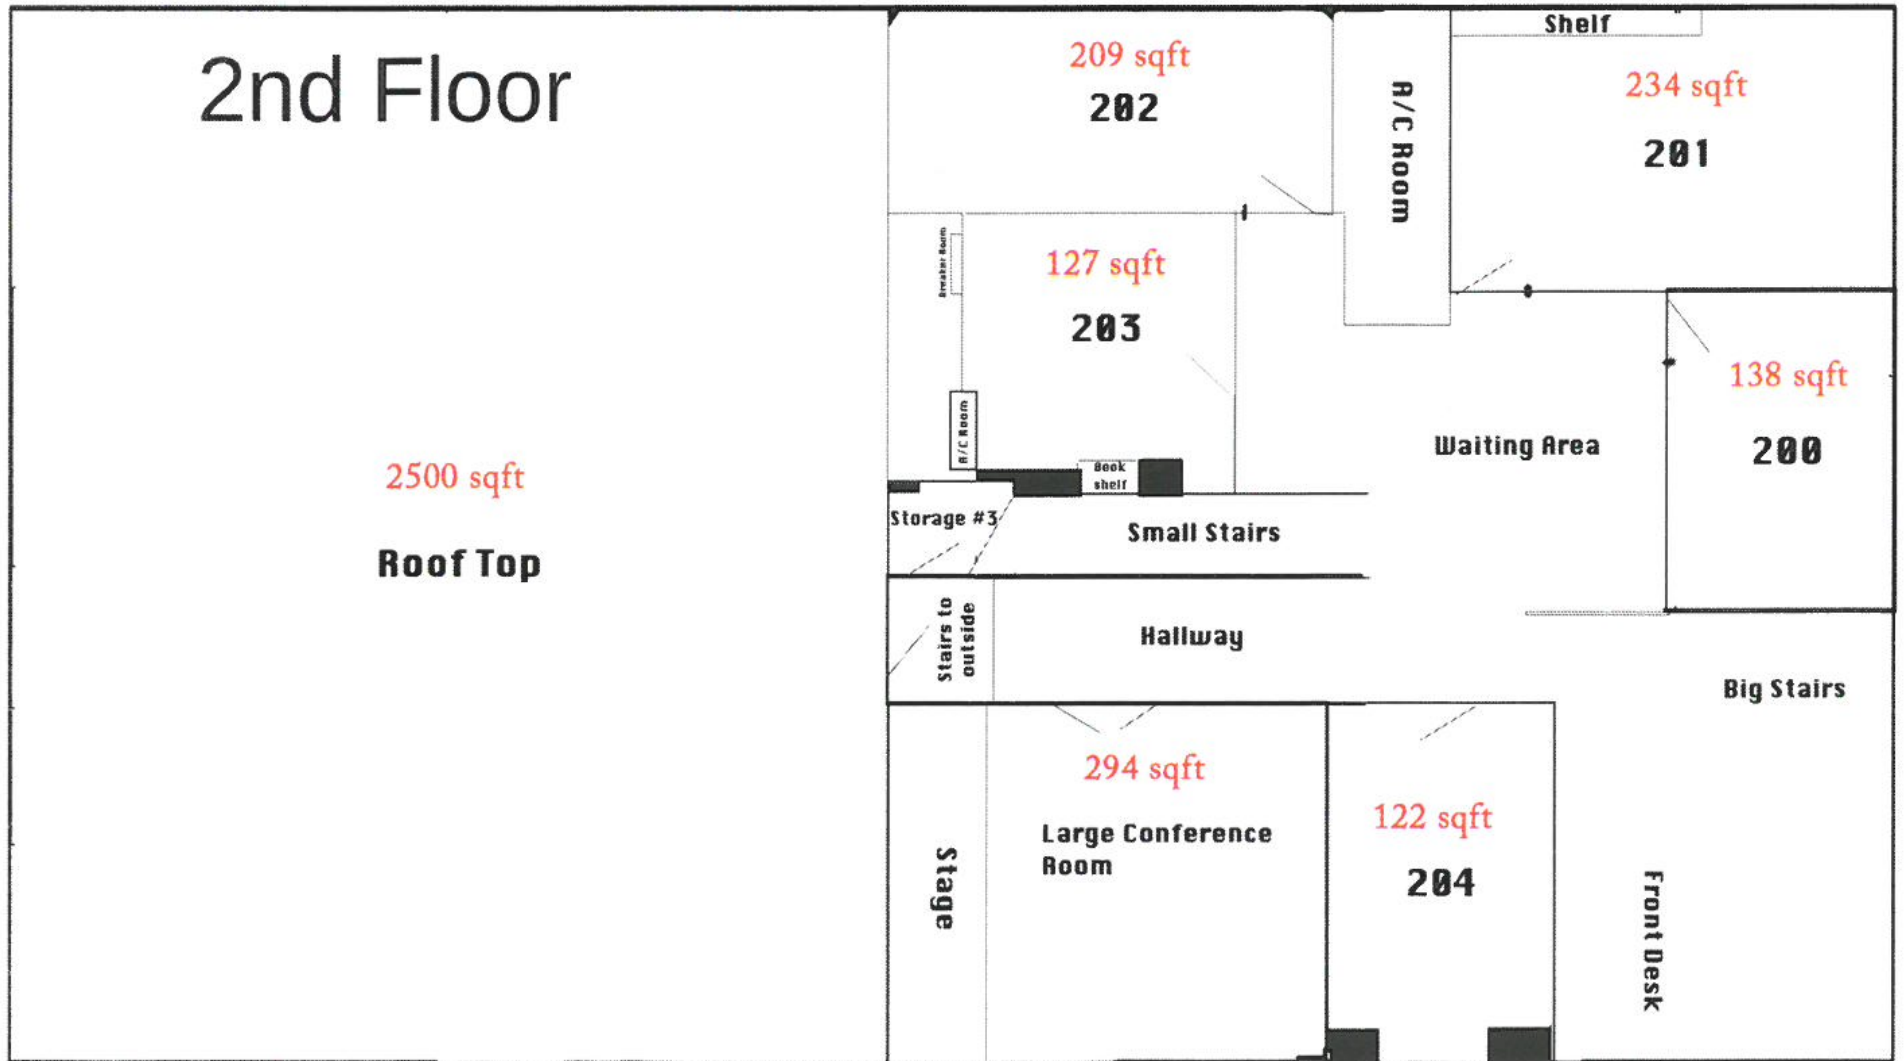 2nd Floor
2500 sqft
Roof Top
209 sqft
202
A/C Room
Shelf
234 sqft
201
Breaker Room
127 sqft
203
A/C Room
Book
shelf
Waiting Area
138 sqft
200
Storage #3
Small Stairs
Stairs to
outside
Hallway
Big Stairs
Stage
294 sqft
Large Conference
Room
122 sqft
204
Front Desk